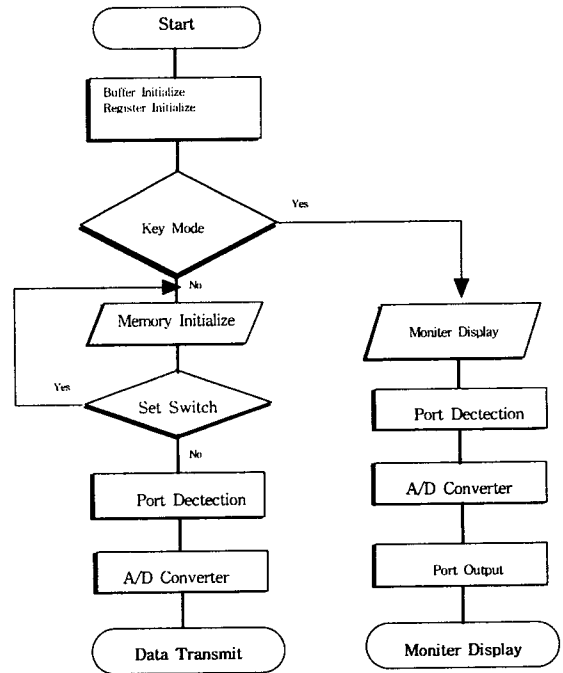 Start
Buffer Initialize
Register Initialize
Key Mode
Yes
No
Memory Initialize
Yes
Set Switch
No
Port Dectection
A/D Converter
Data Transmit
Moniter Display
Port Dectection
A/D Converter
Port Output
Moniter Display